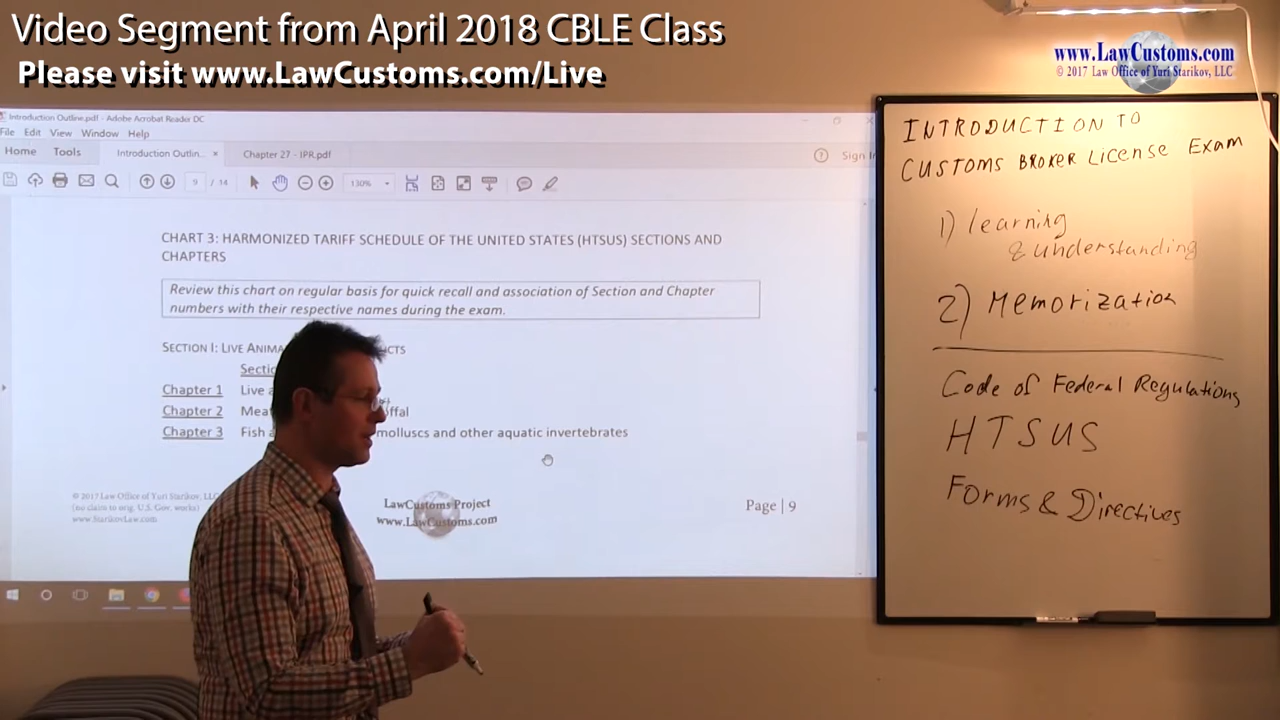 Video Segment from April 2018 CBLE Class
Please visit www.LawCustoms.com/Live
www.LawCustoms.com
© 2017 Law Office of Yuri Starikov, LLC
Introduction Outline.pdf - Adobe Acrobat Reader DC
File Edit View Window Help
Home Tools Introduction Outlin... × Chapter 27 - IPR.pdf Sign In
9 / 14 130%
CHART 3: HARMONIZED TARIFF SCHEDULE OF THE UNITED STATES (HTSUS) SECTIONS AND
CHAPTERS
Review this chart on regular basis for quick recall and association of Section and Chapter
numbers with their respective names during the exam.
SECTION I: LIVE
Chapter 1 Live
Chapter 2
Chapter 3 Fish molluscs and other aquatic invertebrates
© 2017 Law Office of Yuri Starikov, LLC
(no claim to orig. U.S. Gov. works)
www.StarikovLaw.com
LawCustoms Project
www.LawCustoms.com
Page | 9
INTRODUCTION TO
CUSTOMS BROKER LICENSE EXAM
1) learning
& understanding
2) Memorization
Code of Federal Regulations
HTSUS
Forms & Directives